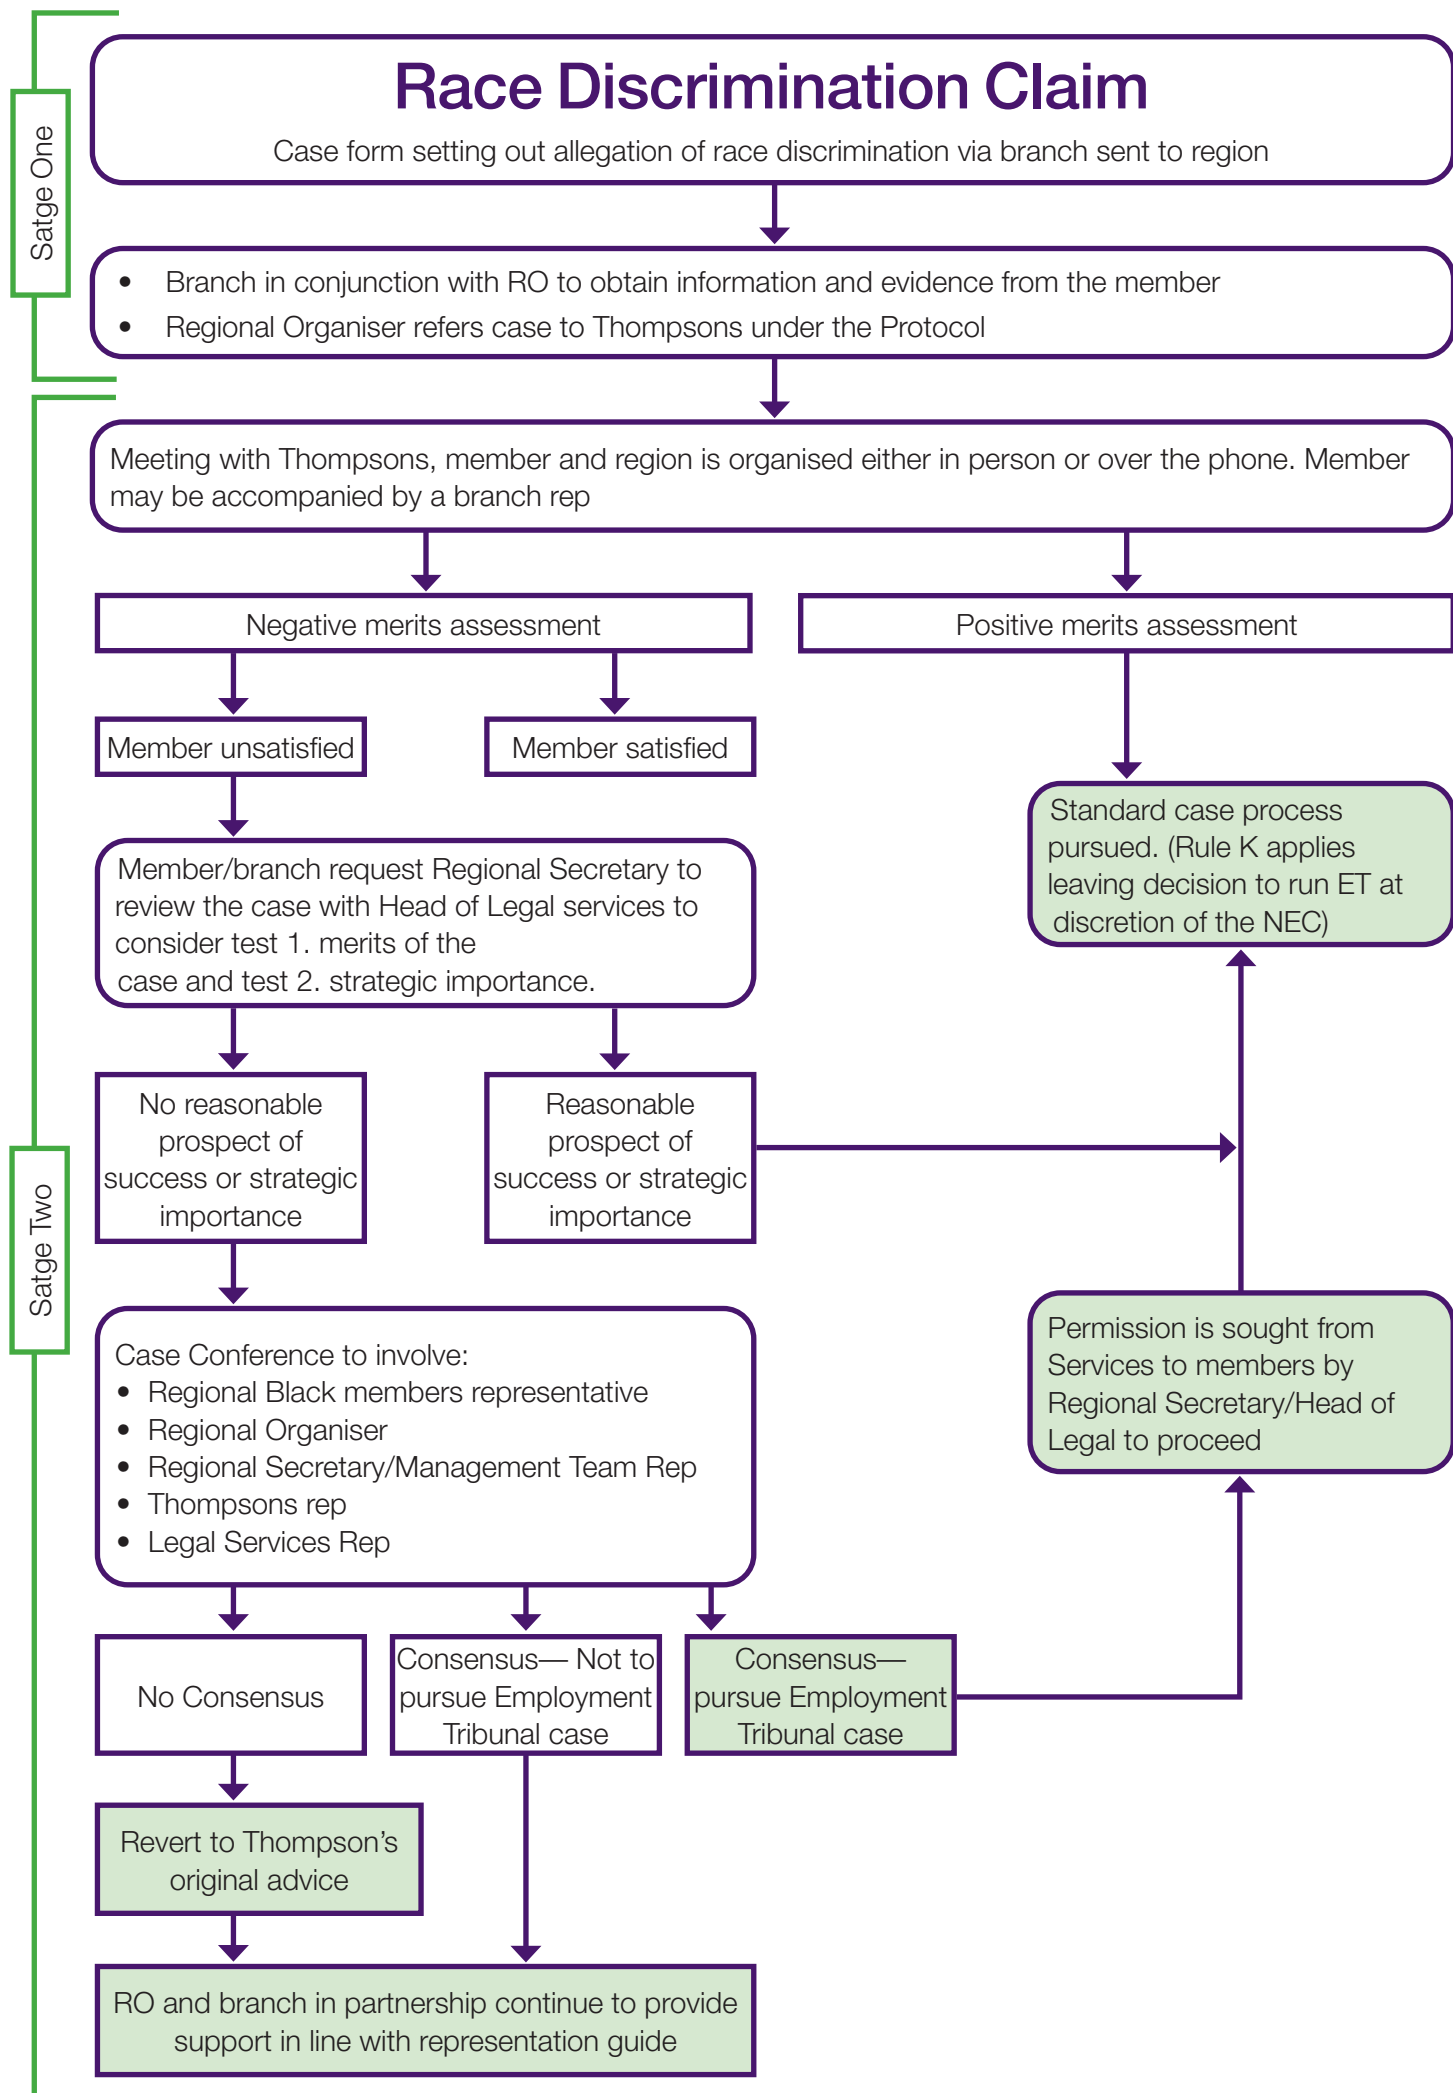 Satge One
Race Discrimination Claim
Case form setting out allegation of race discrimination via branch sent to region
• Branch in conjunction with RO to obtain information and evidence from the member
• Regional Organiser refers case to Thompsons under the Protocol
Satge Two
Meeting with Thompsons, member and region is organised either in person or over the phone. Member
may be accompanied by a branch rep
Negative merits assessment
Positive merits assessment
Member unsatisfied
Member satisfied
Standard case process
pursued. (Rule K applies
leaving decision to run ET at
discretion of the NEC)
Member/branch request Regional Secretary to
review the case with Head of Legal services to
consider test 1. merits of the
case and test 2. strategic importance.
No reasonable
prospect of
success or strategic
importance
Reasonable
prospect of
success or strategic
importance
Case Conference to involve:
• Regional Black members representative
• Regional Organiser
• Regional Secretary/Management Team Rep
• Thompsons rep
• Legal Services Rep
Permission is sought from
Services to members by
Regional Secretary/Head of
Legal to proceed
No Consensus
Consensus— Not to
pursue Employment
Tribunal case
Consensus—
pursue Employment
Tribunal case
Revert to Thompson’s
original advice
RO and branch in partnership continue to provide
support in line with representation guide